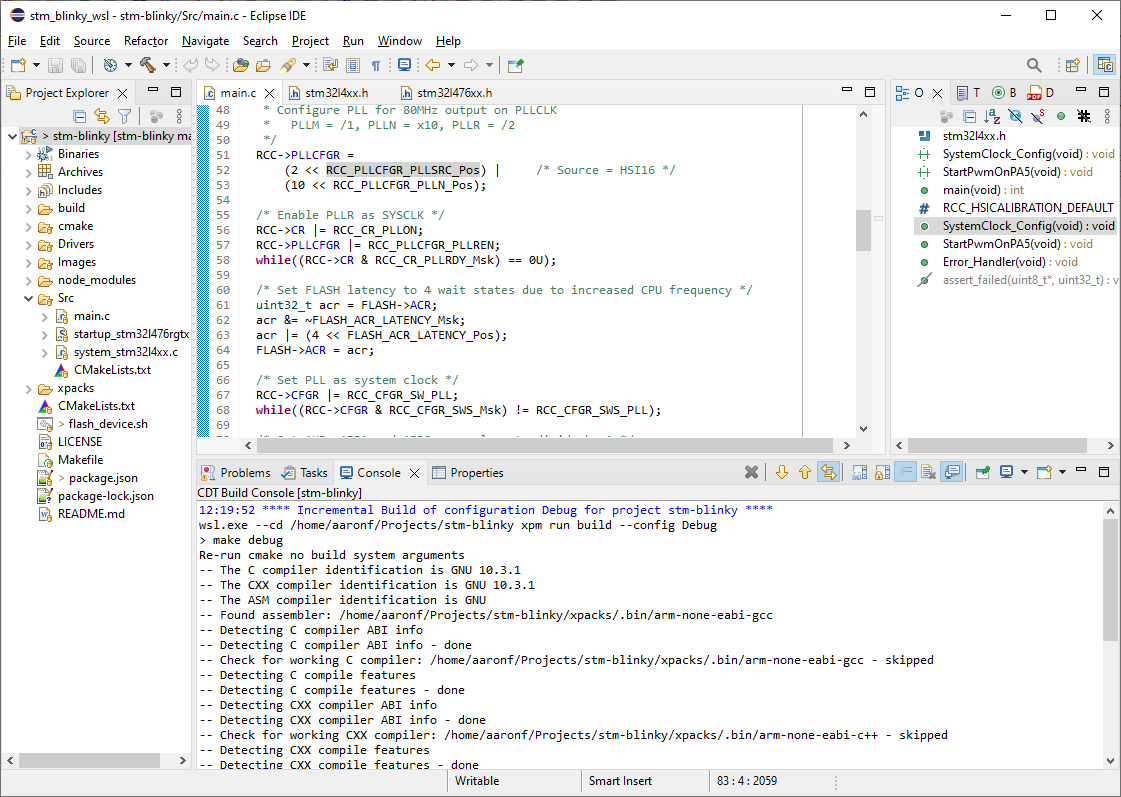 stm_blinky_wsl - stm-blinky/Src/main.c - Eclipse IDE
File Edit Source Refactor Navigate Search Project Run Window Help
Project Explorer
> stm-blinky [stm-blinky ma
Binaries
Archives
Includes
build
cmake
Drivers
Images
node_modules
Src
main.c
startup_stm32l476rgtx
system_stm32l4xx.c
CMakeLists.txt
xpacks
CMakeLists.txt
> flash_device.sh
LICENSE
Makefile
> package.json
package-lock.json
README.md
main.c stm32l4xx.h stm32l476xx.h
48 * Configure PLL for 80MHz output on PLLCLK
49 * PLLM = /1, PLLN = x10, PLLR = /2
50 */
51 RCC->PLLCFGR =
52 (2 << RCC_PLLCFGR_PLLSRC_Pos) | /* Source = HSI16 */
53 (10 << RCC_PLLCFGR_PLLN_Pos);
54
55 /* Enable PLLR as SYSCLK */
56 RCC->CR |= RCC_CR_PLLON;
57 RCC->PLLCFGR |= RCC_PLLCFGR_PLLREN;
58 while((RCC->CR & RCC_CR_PLLRDY_Msk) == 0U);
59
60 /* Set FLASH latency to 4 wait states due to increased CPU frequency */
61 uint32_t acr = FLASH->ACR;
62 acr &= ~FLASH_ACR_LATENCY_Msk;
63 acr |= (4 << FLASH_ACR_LATENCY_Pos);
64 FLASH->ACR = acr;
65
66 /* Set PLL as system clock */
67 RCC->CFGR |= RCC_CFGR_SW_PLL;
68 while((RCC->CFGR & RCC_CFGR_SWS_Msk) != RCC_CFGR_SWS_PLL);
69
O T B D
stm32l4xx.h
SystemClock_Config(void) : void
StartPwmOnPA5(void) : void
main(void) : int
RCC_HSICALIBRATION_DEFAULT
SystemClock_Config(void) : void
StartPwmOnPA5(void) : void
Error_Handler(void) : void
assert_failed(uint8_t*, uint32_t) : v
Problems Tasks Console Properties
CDT Build Console [stm-blinky]
12:19:52 **** Incremental Build of configuration Debug for project stm-blinky ****
wsl.exe --cd /home/aaronf/Projects/stm-blinky xpm run build --config Debug
> make debug
Re-run cmake no build system arguments
-- The C compiler identification is GNU 10.3.1
-- The CXX compiler identification is GNU 10.3.1
-- The ASM compiler identification is GNU
-- Found assembler: /home/aaronf/Projects/stm-blinky/xpacks/.bin/arm-none-eabi-gcc
-- Detecting C compiler ABI info
-- Detecting C compiler ABI info - done
-- Check for working C compiler: /home/aaronf/Projects/stm-blinky/xpacks/.bin/arm-none-eabi-gcc - skipped
-- Detecting C compile features
-- Detecting C compile features - done
-- Detecting CXX compiler ABI info
-- Detecting CXX compiler ABI info - done
-- Check for working CXX compiler: /home/aaronf/Projects/stm-blinky/xpacks/.bin/arm-none-eabi-c++ - skipped
-- Detecting CXX compile features
-- Detecting CXX compile features - done
Writable Smart Insert 83 : 4 : 2059